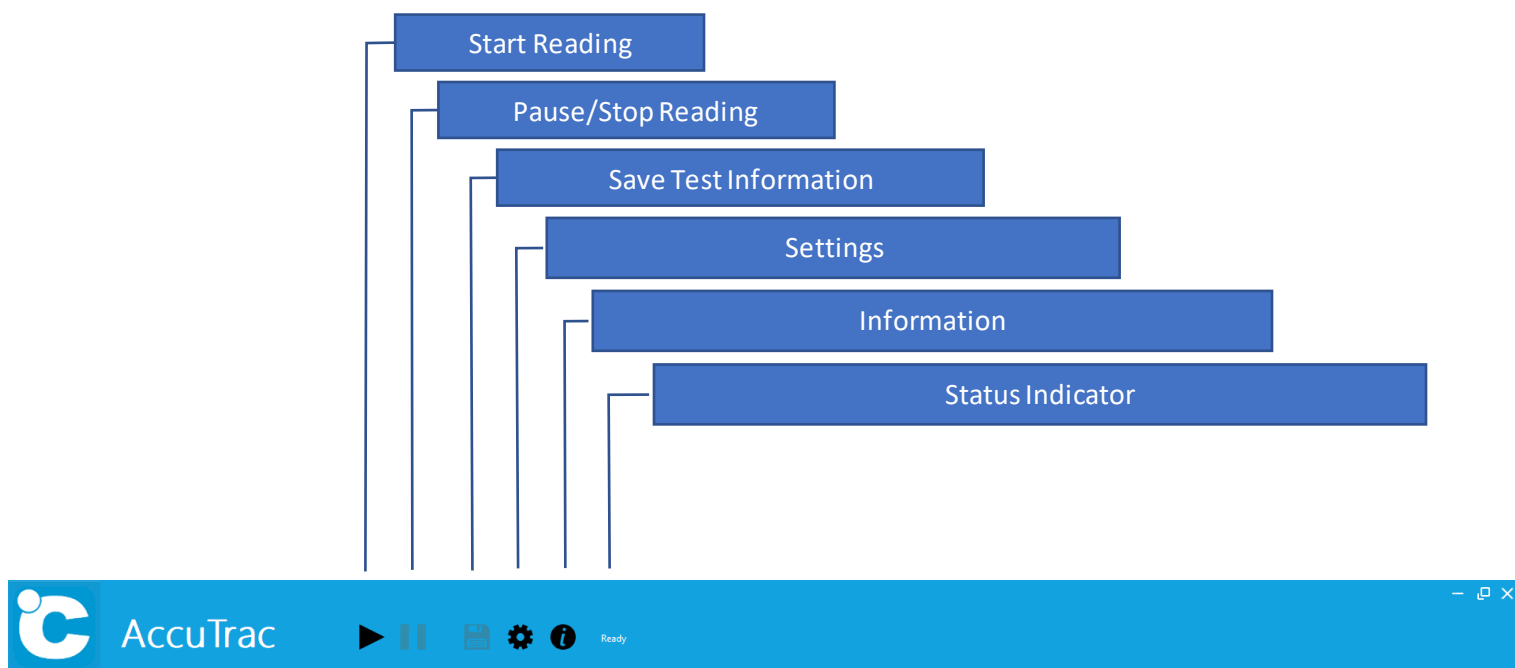 Start Reading
Pause/Stop Reading
Save Test Information
Settings
Information
Status Indicator
AccuTrac
Ready